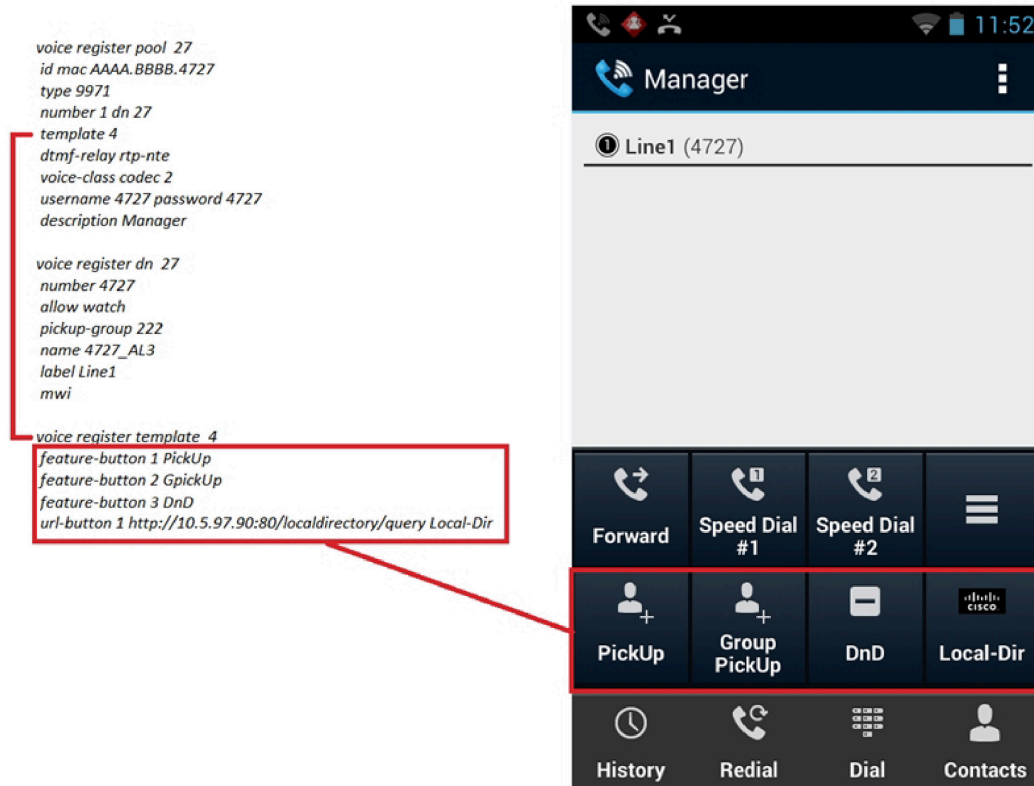 voice register pool 27
id mac AAAA.BBBB.4727
type 9971
number 1 dn 27
template 4
dtmf-relay rtp-nte
voice-class codec 2
username 4727 password 4727
description Manager
voice register dn 27
number 4727
allow watch
pickup-group 222
name 4727_AL3
label Line1
mwi
voice register template 4
feature-button 1 PickUp
feature-button 2 GpickUp
feature-button 3 DnD
url-button 1 http://10.5.97.90:80/localdirectory/query Local-Dir
11:52
Manager
1 Line1 (4727)
1 2
Forward Speed Dial #1 Speed Dial #2
CISCO
PickUp Group PickUp DnD Local-Dir
History Redial Dial Contacts